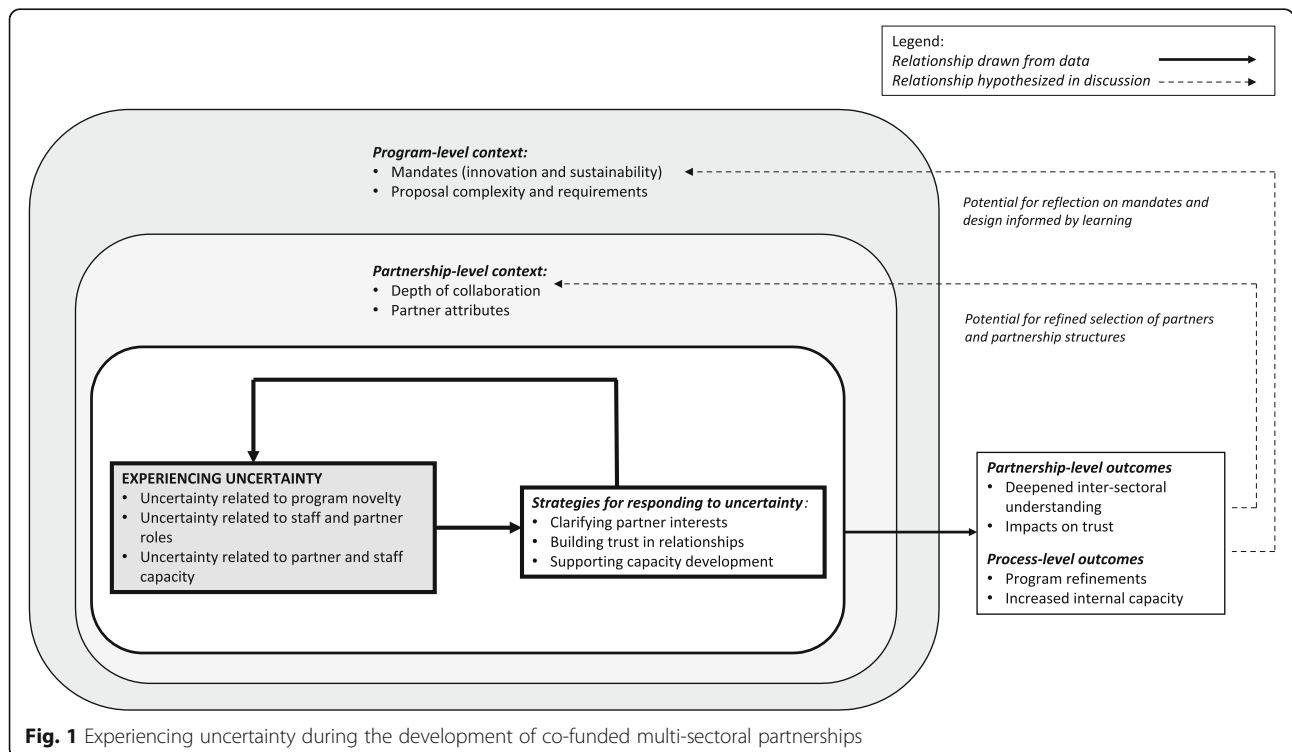 Legend:
Relationship drawn from data
Relationship hypothesized in discussion
Program-level context:
• Mandates (innovation and sustainability)
• Proposal complexity and requirements
Potential for reflection on mandates and
design informed by learning
Partnership-level context:
• Depth of collaboration
• Partner attributes
Potential for refined selection of partners
and partnership structures
EXPERIENCING UNCERTAINTY
• Uncertainty related to program novelty
• Uncertainty related to staff and partner
roles
• Uncertainty related to partner and staff
capacity
Strategies for responding to uncertainty:
• Clarifying partner interests
• Building trust in relationships
• Supporting capacity development
Partnership-level outcomes
• Deepened inter-sectoral
understanding
• Impacts on trust
Process-level outcomes
• Program refinements
• Increased internal capacity
Fig. 1 Experiencing uncertainty during the development of co-funded multi-sectoral partnerships